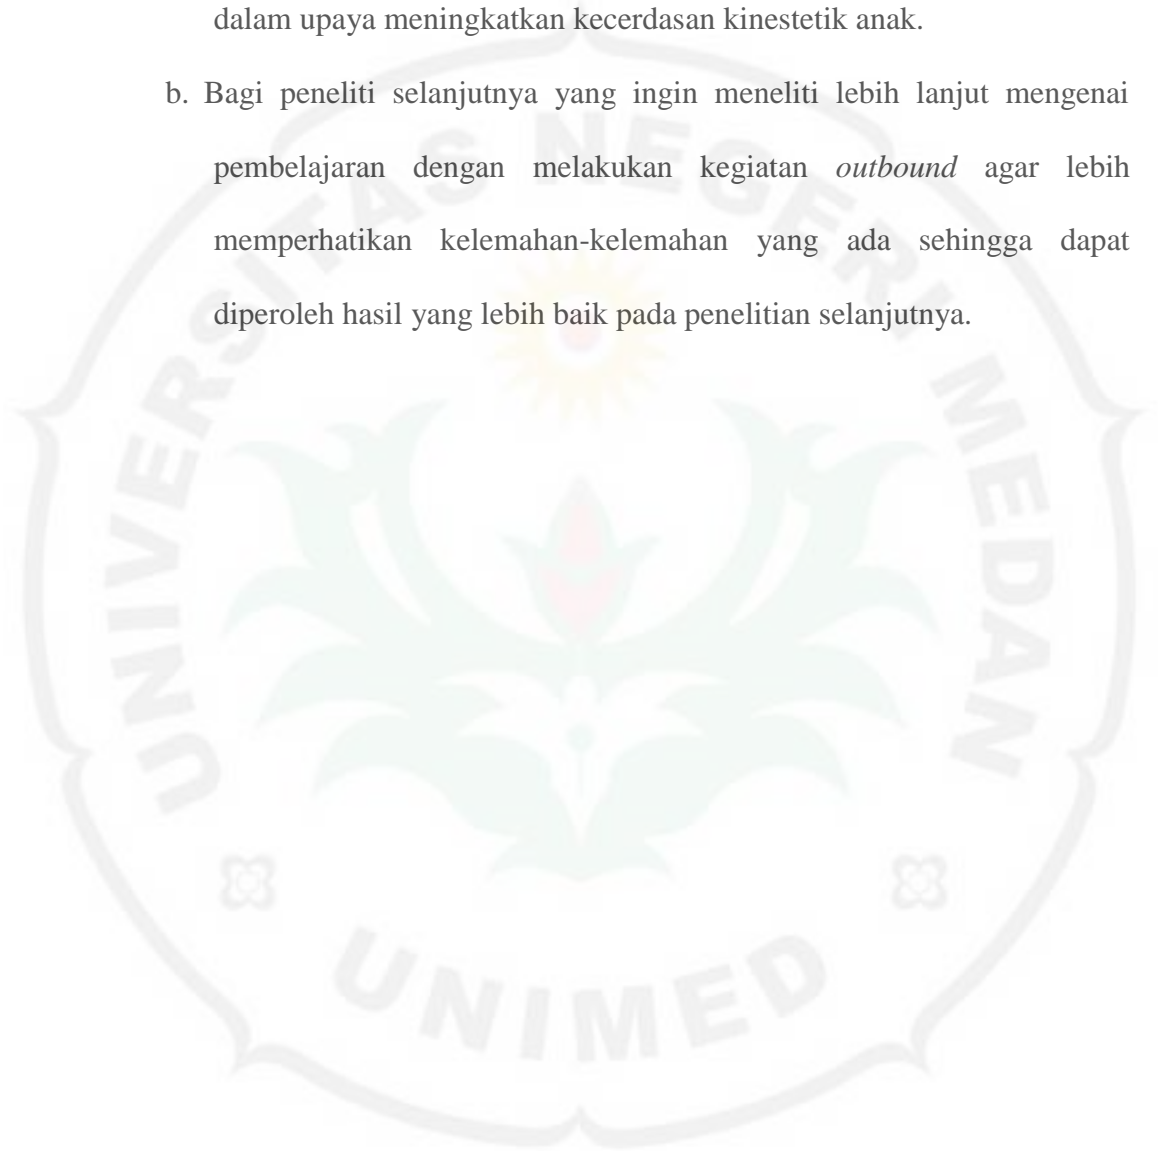 dalam upaya meningkatkan kecerdasan kinestetik anak.
b. Bagi peneliti selanjutnya yang ingin meneliti lebih lanjut mengenai
pembelajaran dengan melakukan kegiatan outbound agar lebih
memperhatikan kelemahan-kelemahan yang ada sehingga dapat
diperoleh hasil yang lebih baik pada penelitian selanjutnya.
UNIVERSITAS NEGERI MEDAN
UNIMED